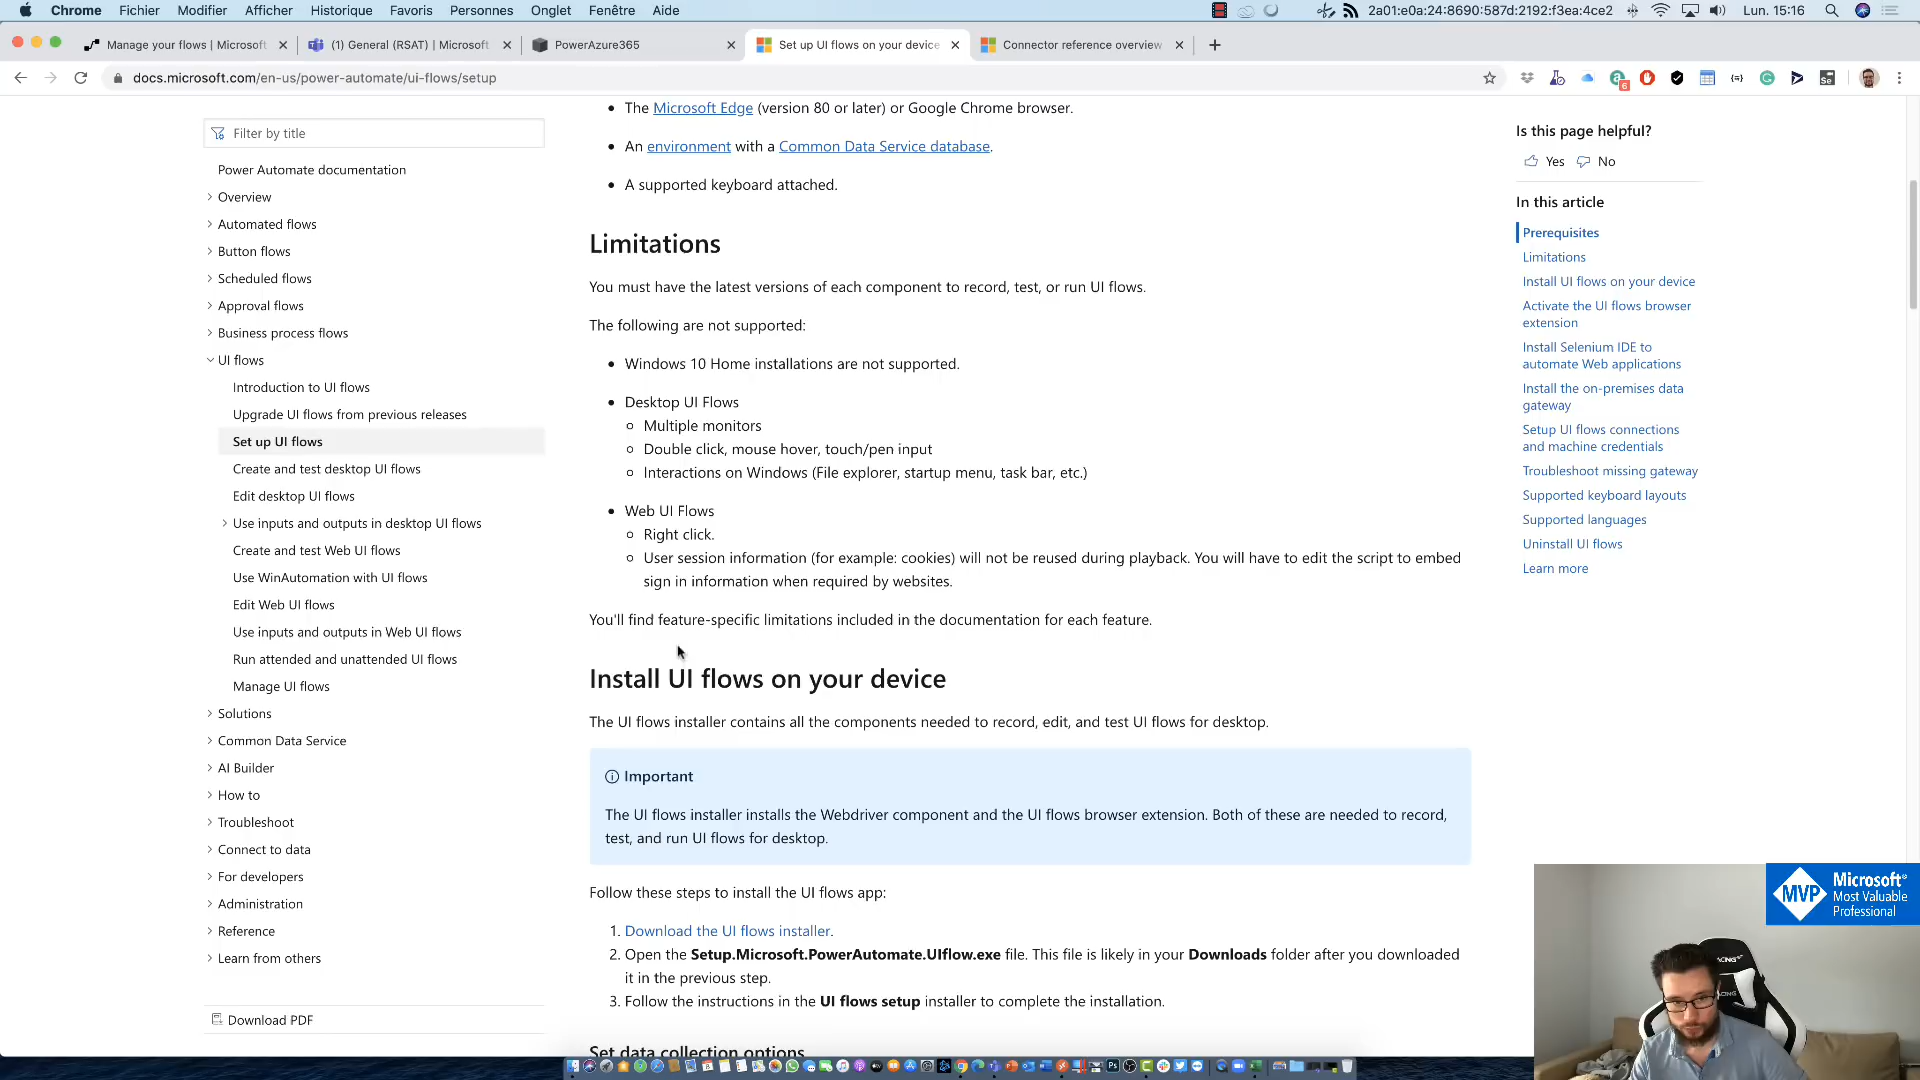 Chrome Fichier Modifier Afficher Historique Favoris Personnes Onglet Fenêtre Aide 2a01:e0a:24:8690:587d:2192:f3ea:4ce2 Lun. 15:16
Manage your flows | Microsoft
(1) General (RSAT) | Microsoft
PowerAzure365
Set up UI flows on your device
Connector reference overview
docs.microsoft.com/en-us/power-automate/ui-flows/setup
Filter by title
Power Automate documentation
Overview
Automated flows
Button flows
Scheduled flows
Approval flows
Business process flows
UI flows
Introduction to UI flows
Upgrade UI flows from previous releases
Set up UI flows
Create and test desktop UI flows
Edit desktop UI flows
Use inputs and outputs in desktop UI flows
Create and test Web UI flows
Use WinAutomation with UI flows
Edit Web UI flows
Use inputs and outputs in Web UI flows
Run attended and unattended UI flows
Manage UI flows
Solutions
Common Data Service
AI Builder
How to
Troubleshoot
Connect to data
For developers
Administration
Reference
Learn from others
Download PDF
• The Microsoft Edge (version 80 or later) or Google Chrome browser.
• An environment with a Common Data Service database.
• A supported keyboard attached.
Limitations
You must have the latest versions of each component to record, test, or run UI flows.
The following are not supported:
• Windows 10 Home installations are not supported.
• Desktop UI Flows
Multiple monitors
Double click, mouse hover, touch/pen input
Interactions on Windows (File explorer, startup menu, task bar, etc.)
• Web UI Flows
Right click.
User session information (for example: cookies) will not be reused during playback. You will have to edit the script to embed
sign in information when required by websites.
You'll find feature-specific limitations included in the documentation for each feature.
Install UI flows on your device
The UI flows installer contains all the components needed to record, edit, and test UI flows for desktop.
Important
The UI flows installer installs the Webdriver component and the UI flows browser extension. Both of these are needed to record,
test, and run UI flows for desktop.
Follow these steps to install the UI flows app:
1. Download the UI flows installer.
2. Open the Setup.Microsoft.PowerAutomate.UIflow.exe file. This file is likely in your Downloads folder after you downloaded
it in the previous step.
3. Follow the instructions in the UI flows setup installer to complete the installation.
Set data collection options
Is this page helpful?
Yes No
In this article
Prerequisites
Limitations
Install UI flows on your device
Activate the UI flows browser
extension
Install Selenium IDE to
automate Web applications
Install the on-premises data
gateway
Setup UI flows connections
and machine credentials
Troubleshoot missing gateway
Supported keyboard layouts
Supported languages
Uninstall UI flows
Learn more
MVP
Microsoft®
Most Valuable
Professional